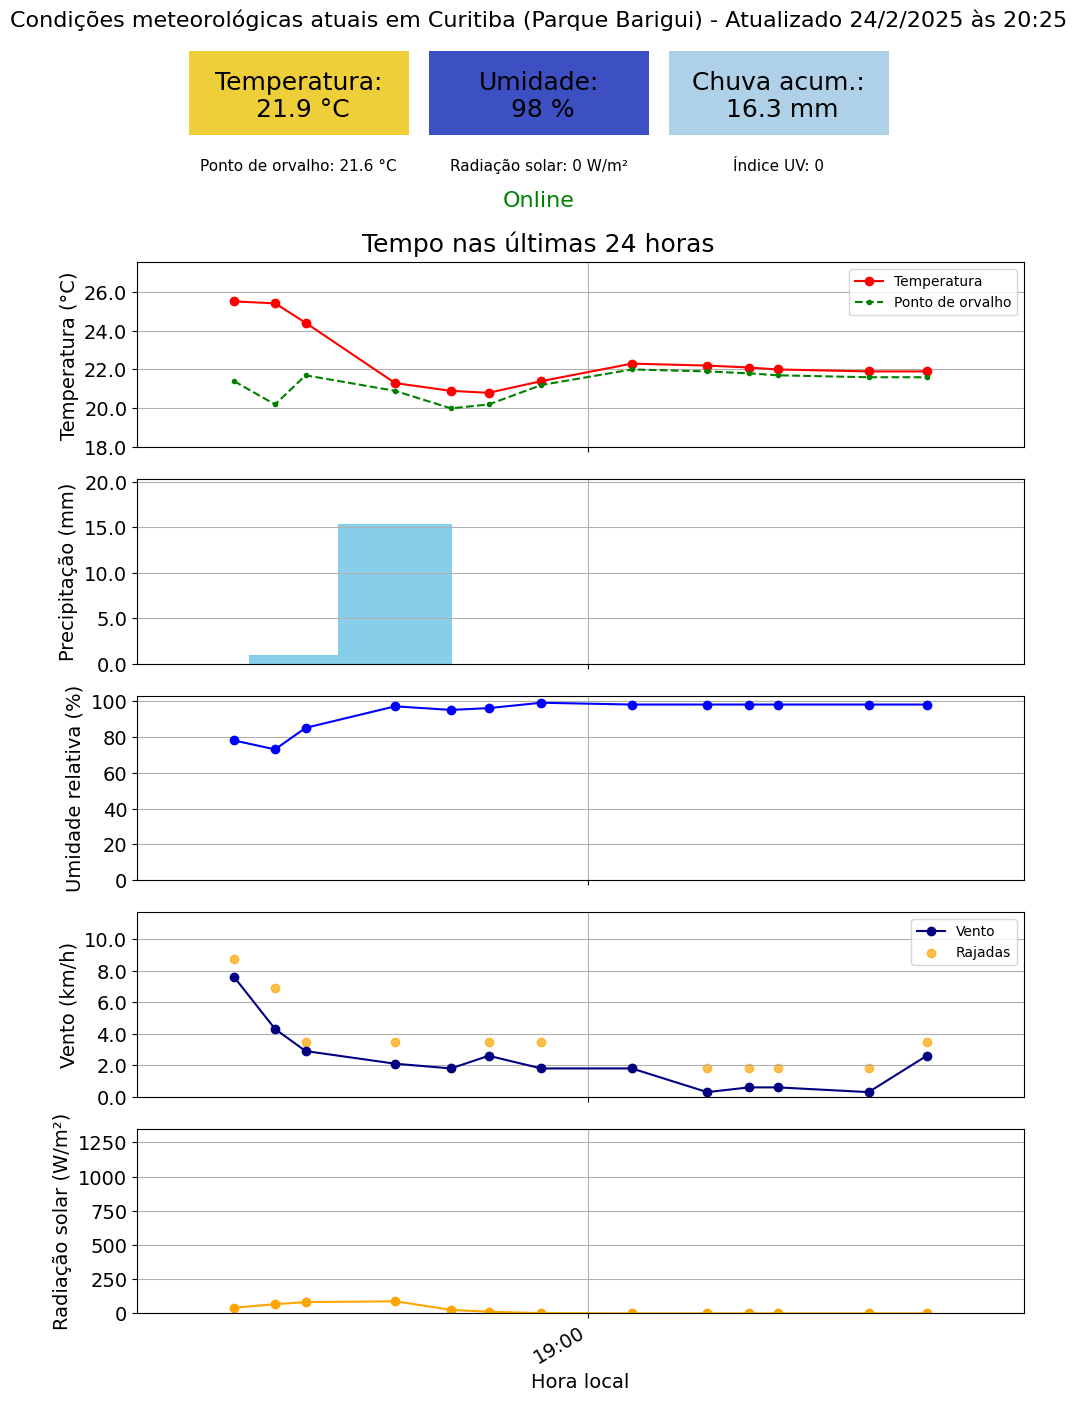 Condições meteorológicas atuais em Curitiba (Parque Barigui) - Atualizado 24/2/2025 às 20:25
Temperatura:
21.9 °C
Umidade:
98 %
Chuva acum.:
16.3 mm
Ponto de orvalho: 21.6 °C
Radiação solar: 0 W/m²
Índice UV: 0
Online
Tempo nas últimas 24 horas
Temperatura (°C)
26.0
24.0
22.0
20.0
18.0
Temperatura
Ponto de orvalho
Precipitação (mm)
20.0
15.0
10.0
5.0
0.0
Umidade relativa (%)
100
80
60
40
20
0
Vento (km/h)
10.0
8.0
6.0
4.0
2.0
0.0
Vento
Rajadas
Radiação solar (W/m²)
1250
1000
750
500
250
0
19:00
Hora local